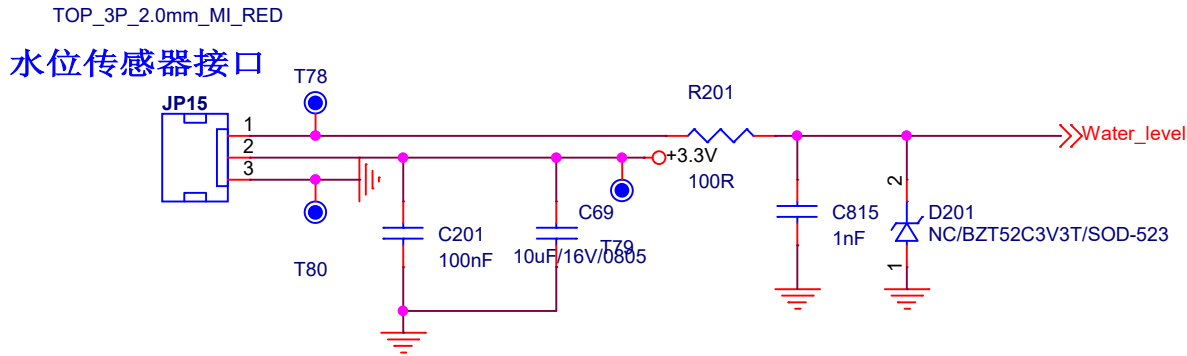 TOP_3P_2.0mm_MI_RED
水位传感器接口
T78
JP15
R201
1
2
3
+3.3V
100R
Water_level
C201
100nF
C69
10uF/16V/0805
T79
T80
C815
1nF
2
D201
NC/BZT52C3V3T/SOD-523
1